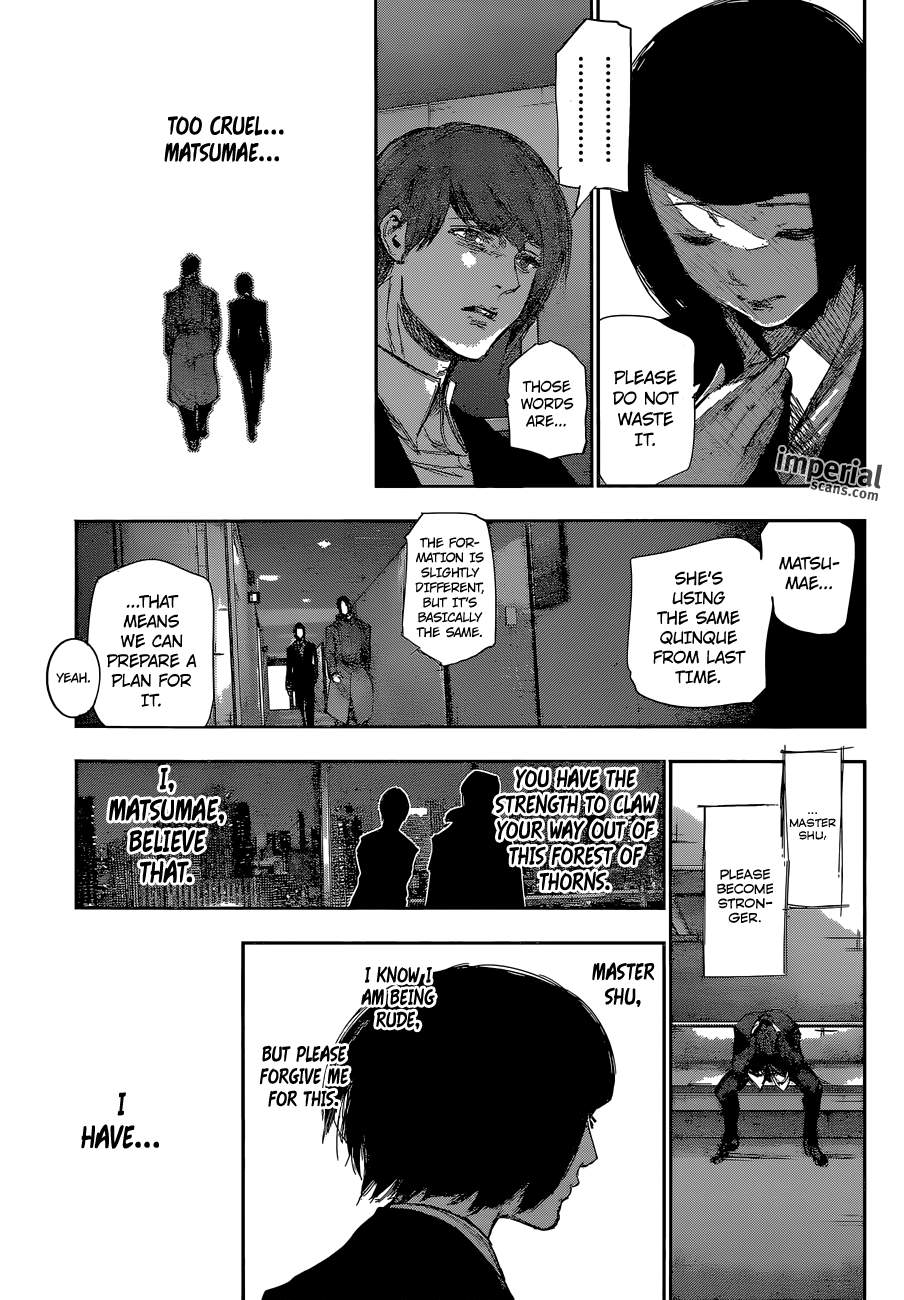 PLEASE
DO NOT
WASTE
IT.
THOSE
WORDS
ARE...
TOO CRUEL...
MATSUMAE...
imperial
scans.com
MATSU-
MAE...
SHE'S
USING
THE SAME
QUINQUE
FROM LAST
TIME.
THE FOR-
MATION IS
SLIGHTLY
DIFFERENT,
BUT IT'S
BASICALLY
THE SAME.
...THAT
MEANS
WE CAN
PREPARE A
PLAN FOR
IT.
YEAH.
...
MASTER
SHU,
PLEASE
BECOME
STRON-
GER.
YOU HAVE THE
STRENGTH TO CLAW
YOUR WAY OUT OF
THIS FOREST OF
THORNS.
I,
MATSUMAE,
BELIEVE
THAT.
MASTER
SHU,
I KNOW I
AM BEING
RUDE,
BUT PLEASE
FORGIVE ME
FOR THIS.
I
HAVE...